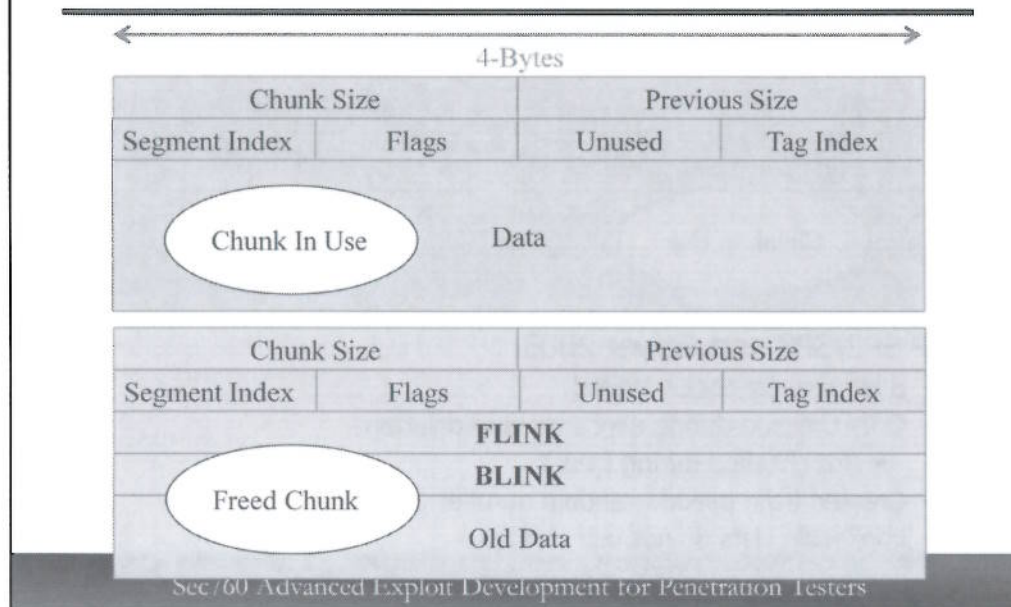 4-Bytes
Chunk Size Previous Size
Segment Index Flags Unused Tag Index
Chunk In Use Data
Chunk Size Previous Size
Segment Index Flags Unused Tag Index
FLINK
BLINK
Freed Chunk
Old Data
Sec760 Advanced Exploit Development for Penetration Testers